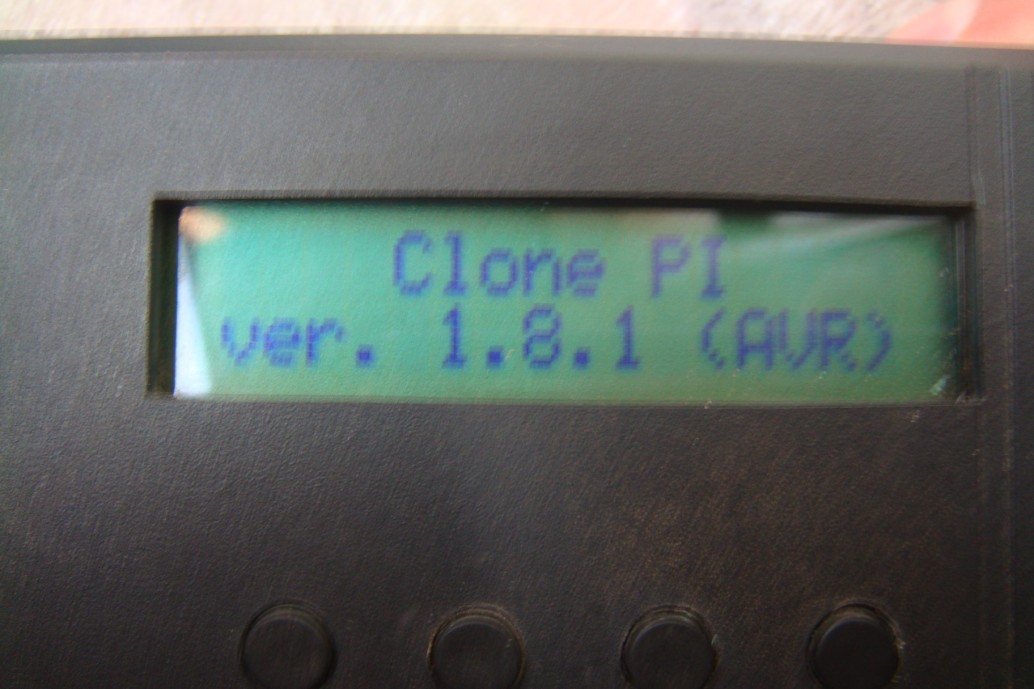 Clone PI
ver. 1.8.1 (AVR)